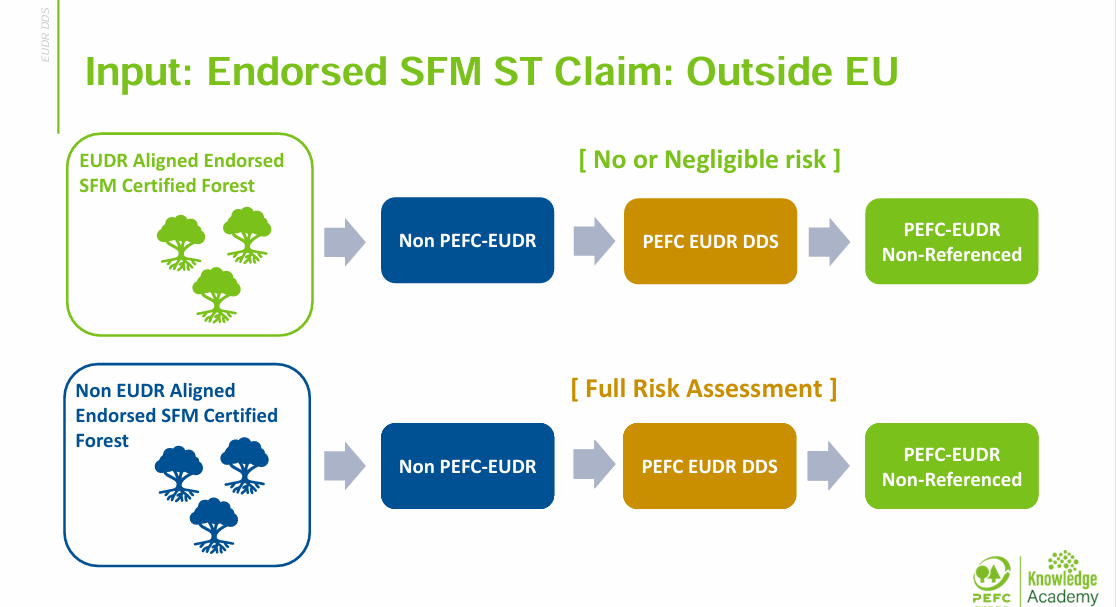 EUDR DDS
Input: Endorsed SFM ST Claim: Outside EU
EUDR Aligned Endorsed
SFM Certified Forest
[ No or Negligible risk ]
Non PEFC-EUDR
PEFC EUDR DDS
PEFC-EUDR
Non-Referenced
Non EUDR Aligned
Endorsed SFM Certified
Forest
[ Full Risk Assessment ]
Non PEFC-EUDR
PEFC EUDR DDS
PEFC-EUDR
Non-Referenced
PEFC
Knowledge
Academy